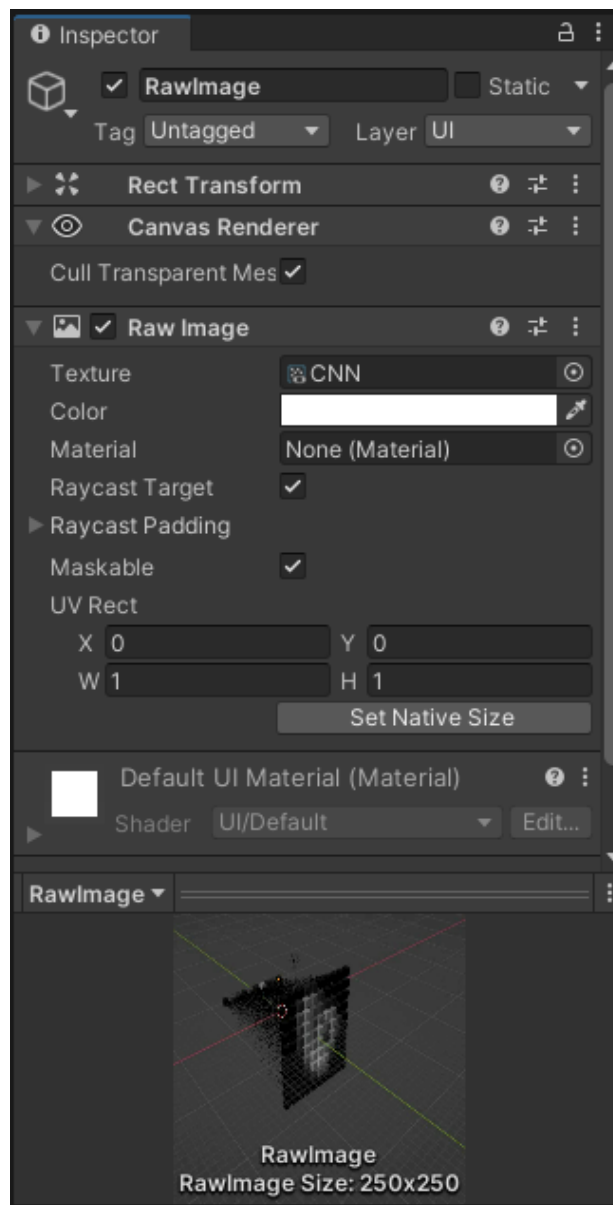 Inspector
RawImage
Static
Tag Untagged Layer UI
Rect Transform
Canvas Renderer
Cull Transparent Mes
Raw Image
Texture CNN
Color
Material None (Material)
Raycast Target
Raycast Padding
Maskable
UV Rect
X 0 Y 0
W 1 H 1
Set Native Size
Default UI Material (Material)
Shader UI/Default Edit...
RawImage
RawImage
RawImage Size: 250x250